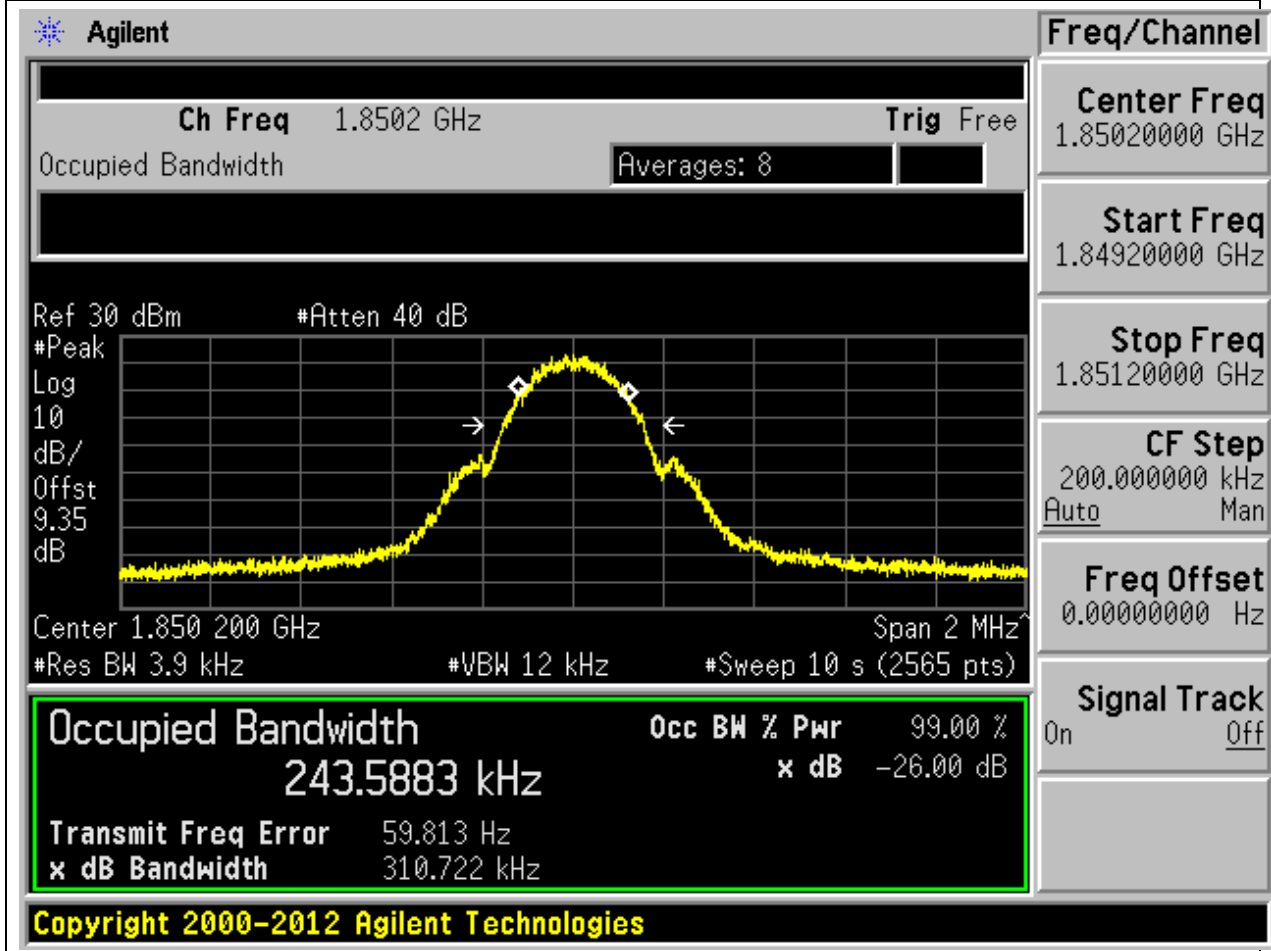 Agilent
Ch Freq 1.8502 GHz Trig Free
Occupied Bandwidth Averages: 8
Ref 30 dBm #Atten 40 dB
#Peak
Log
10
dB/
Offst
9.35
dB
Center 1.850 200 GHz Span 2 MHz^
#Res BW 3.9 kHz #VBW 12 kHz #Sweep 10 s (2565 pts)
Occupied Bandwidth Occ BW % Pwr 99.00 %
243.5883 kHz x dB -26.00 dB
Transmit Freq Error 59.813 Hz
x dB Bandwidth 310.722 kHz
Copyright 2000-2012 Agilent Technologies
Freq/Channel
Center Freq
1.85020000 GHz
Start Freq
1.84920000 GHz
Stop Freq
1.85120000 GHz
CF Step
200.000000 kHz
Auto Man
Freq Offset
0.00000000 Hz
Signal Track
On Off